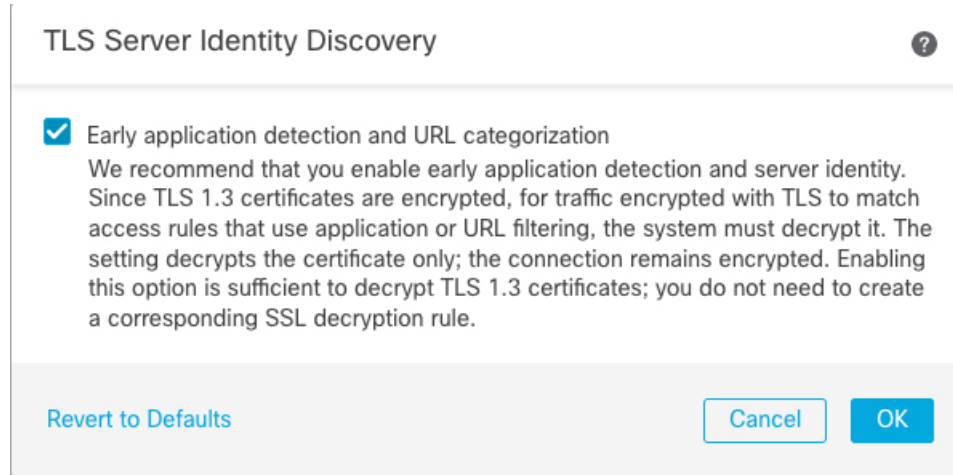 TLS Server Identity Discovery
?
Early application detection and URL categorization
We recommend that you enable early application detection and server identity.
Since TLS 1.3 certificates are encrypted, for traffic encrypted with TLS to match
access rules that use application or URL filtering, the system must decrypt it. The
setting decrypts the certificate only; the connection remains encrypted. Enabling
this option is sufficient to decrypt TLS 1.3 certificates; you do not need to create
a corresponding SSL decryption rule.
Revert to Defaults
Cancel
OK